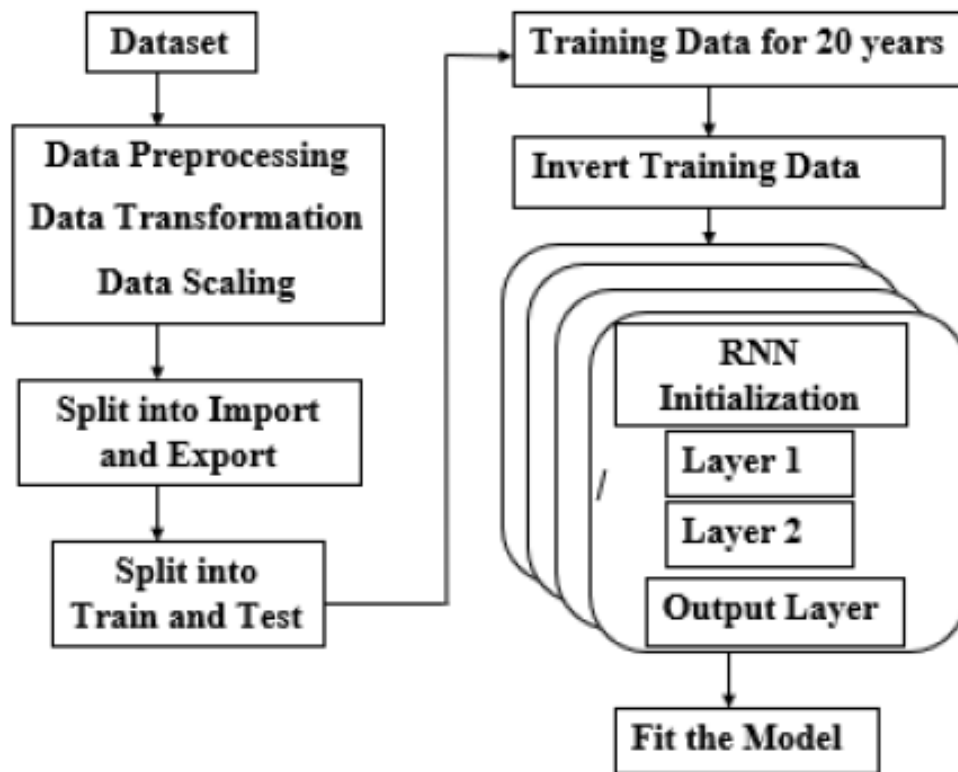 Dataset
Data Preprocessing
Data Transformation
Data Scaling
Split into Import
and Export
Split into
Train and Test
Training Data for 20 years
Invert Training Data
RNN
Initialization
Layer 1
/
Layer 2
Output Layer
Fit the Model